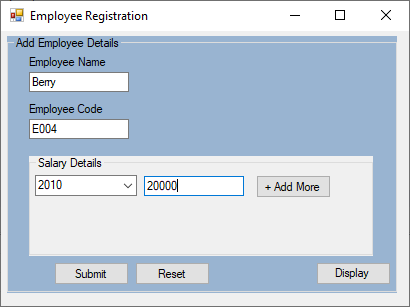 Employee Registration
Add Employee Details
Employee Name
Berry
Employee Code
E004
Salary Details
2010 20000 + Add More
Submit Reset Display